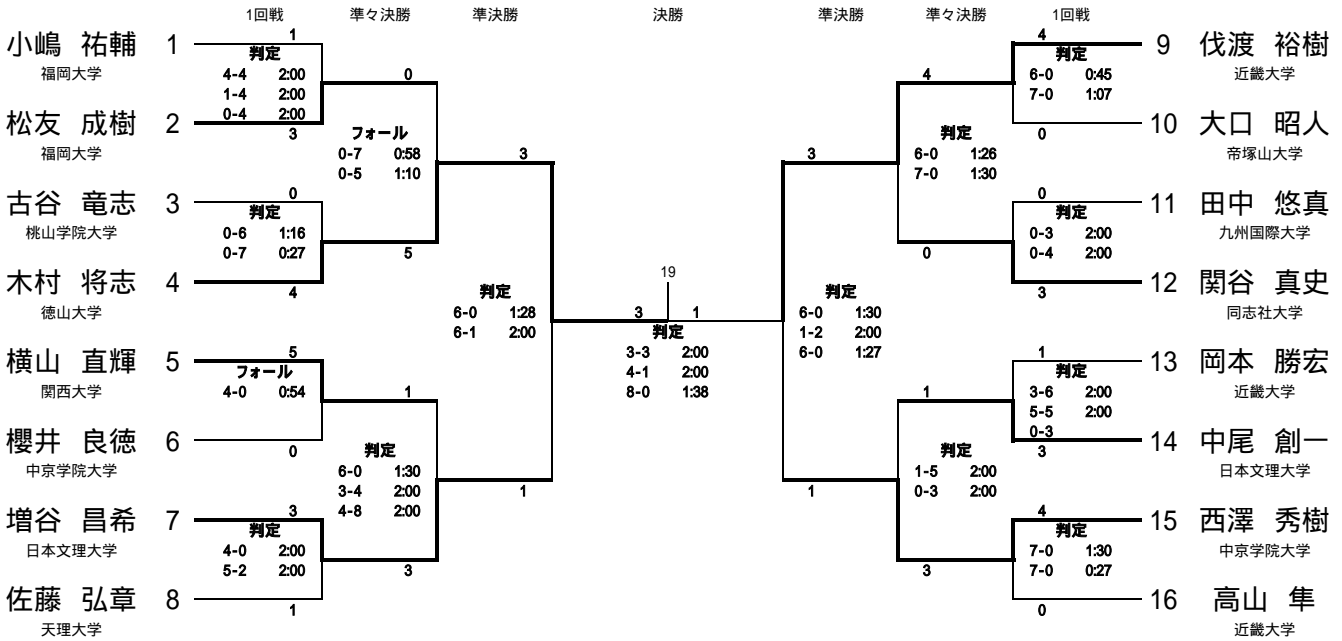 1回戦 準々決勝 準決勝 決勝 準決勝 準々決勝 1回戦
小嶋 祐輔 1
福岡大学
1
判定
4-4 2:00
1-4 2:00
0-4 2:00
松友 成樹 2
福岡大学
3
0
フォール
0-7 0:58
0-5 1:10
古谷 竜志 3
桃山学院大学
0
判定
0-6 1:16
0-7 0:27
木村 将志 4
徳山大学
4
5
3
判定
6-0 1:28
6-1 2:00
横山 直輝 5
関西大学
5
フォール
4-0 0:54
櫻井 良徳 6
中京学院大学
0
1
判定
6-0 1:30
3-4 2:00
4-8 2:00
増谷 昌希 7
日本文理大学
3
判定
4-0 2:00
5-2 2:00
佐藤 弘章 8
天理大学
1
3
1
19
3 1
判定
3-3 2:00
4-1 2:00
8-0 1:38
4
判定
6-0 0:45
7-0 1:07
9 伐渡 裕樹
近畿大学
0
10 大口 昭人
帝塚山大学
4
判定
6-0 1:26
7-0 1:30
0
判定
0-3 2:00
0-4 2:00
11 田中 悠真
九州国際大学
3
12 関谷 真史
同志社大学
0
3
判定
6-0 1:30
1-2 2:00
6-0 1:27
1
判定
3-6 2:00
5-5 2:00
0-3
13 岡本 勝宏
近畿大学
3
14 中尾 創一
日本文理大学
1
判定
1-5 2:00
0-3 2:00
4
判定
7-0 1:30
7-0 0:27
15 西澤 秀樹
中京学院大学
0
16 高山 隼
近畿大学
3
1